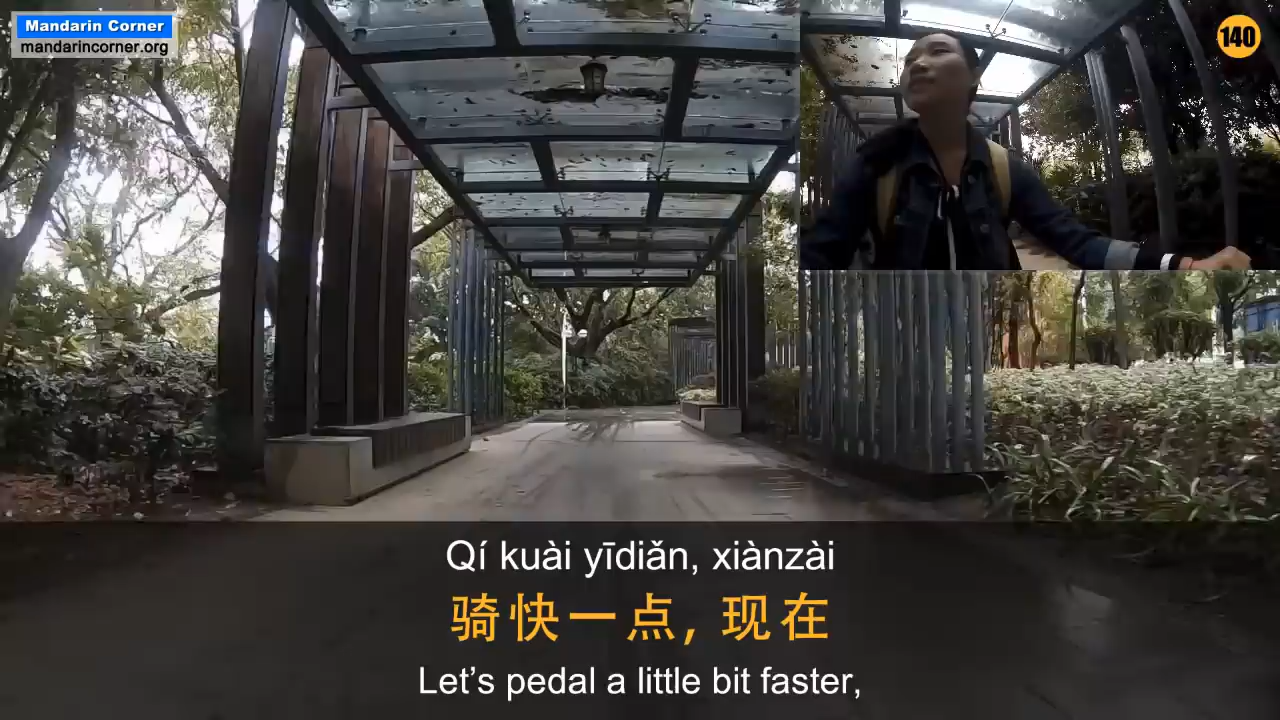 Mandarin Corner
mandarincorner.org
140
Qí kuài yīdiǎn, xiànzài
骑快一点, 现在
Let's pedal a little bit faster,